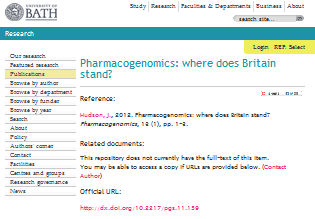 UNIVERSITY OF
BATH
Study Research Faculties & Departments Business About
search site...
Research
Login REF Select
Our research
Featured research
Publications
Browse by author
Browse by department
Browse by funder
Browse by year
Search
About
Policy
Authors' corner
Contact
Facilities
Centres and groups
Research governance
News
Pharmacogenomics: where does Britain
stand?
Reference:
Hudson, J., 2012. Pharmacogenomics: where does Britain stand?
Pharmacogenomics, 13 (1), pp. 1-3.
Related documents:
This repository does not currently have the full-text of this item.
You may be able to access a copy if URLs are provided below. (Contact
Author)
Official URL:
http://dx.doi.org/10.2217/pgs.11.159